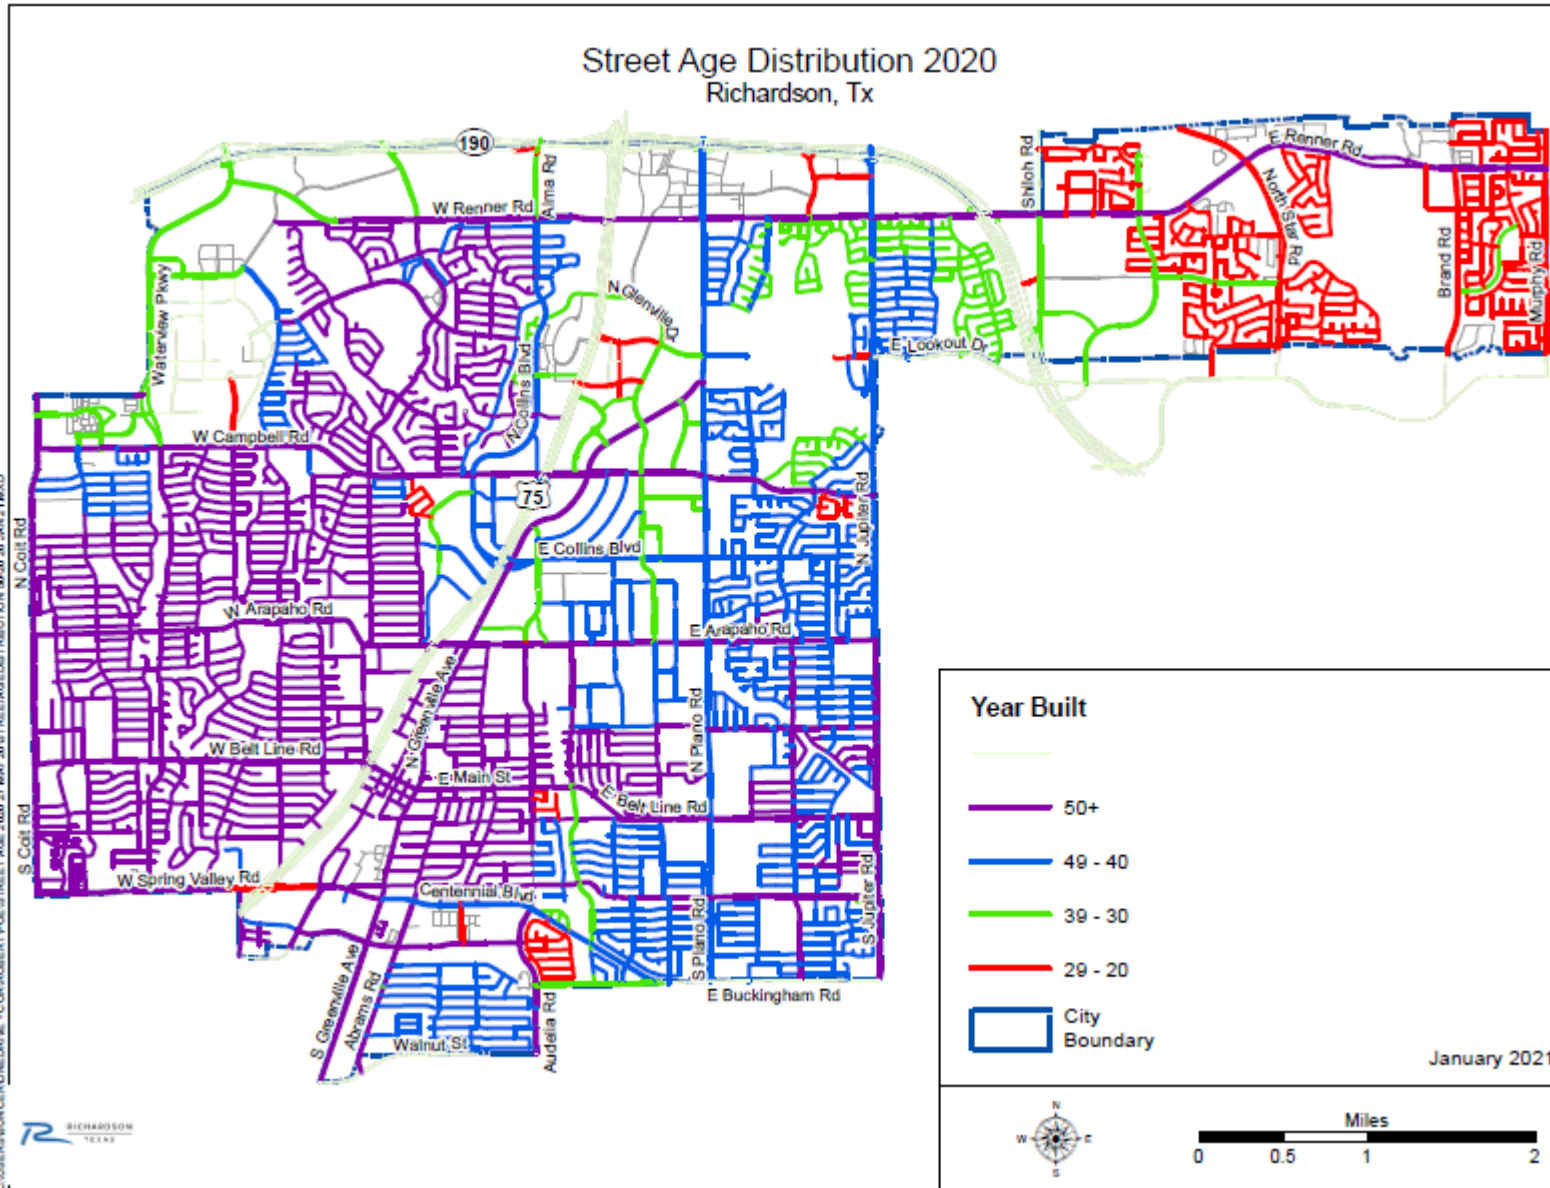 Street Age Distribution 2020
Richardson, Tx
190
Alma Rd
W Renner Rd
Shiloh Rd
E Renner Rd
North Star Rd
Brand Rd
Murphy Rd
Waterview Pkwy
N Glenville Dr
N Collins Blvd
E Lookout Dr
W Campbell Rd
75
N Coit Rd
N Jupiter Rd
E Collins Blvd
W Arapaho Rd
E Arapaho Rd
N Greenville Ave
N Plano Rd
W Belt Line Rd
E Main St
E Belt Line Rd
S Coit Rd
W Spring Valley Rd
Centennial Blvd
S Plano Rd
S Jupiter Rd
S Greenville Ave
Abrams Rd
Audelia Rd
E Buckingham Rd
Walnut St
Year Built
50+
49 - 40
39 - 30
29 - 20
City
Boundary
January 2021
N
W
E
S
Miles
0 0.5 1 2
RICHARDSON
TEXAS